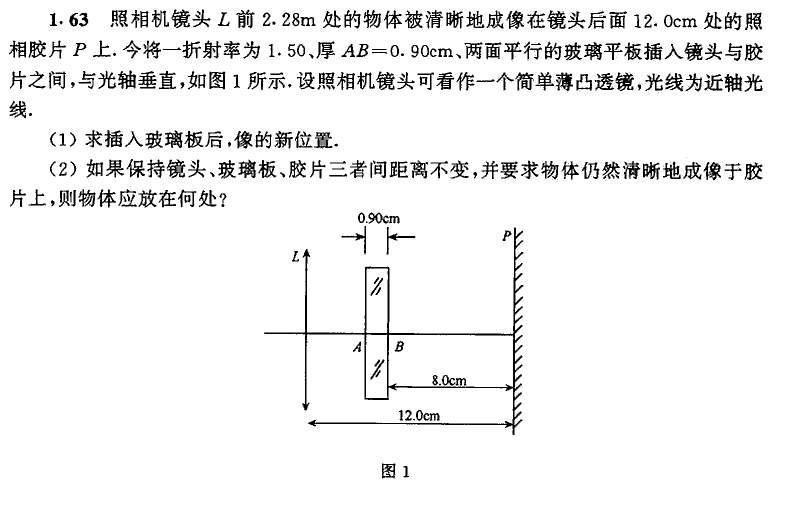 1.63 照相机镜头 L 前 2.28m 处的物体被清晰地成像在镜头后面 12.0cm 处的照
相胶片 P 上.今将一折射率为 1.50、厚 AB=0.90cm、两面平行的玻璃平板插入镜头与胶
片之间,与光轴垂直,如图 1 所示.设照相机镜头可看作一个简单薄凸透镜,光线为近轴光
线.
(1) 求插入玻璃板后,像的新位置.
(2) 如果保持镜头、玻璃板、胶片三者间距离不变,并要求物体仍然清晰地成像于胶
片上,则物体应放在何处?
0.90cm
P
L
A B
8.0cm
12.0cm
图 1